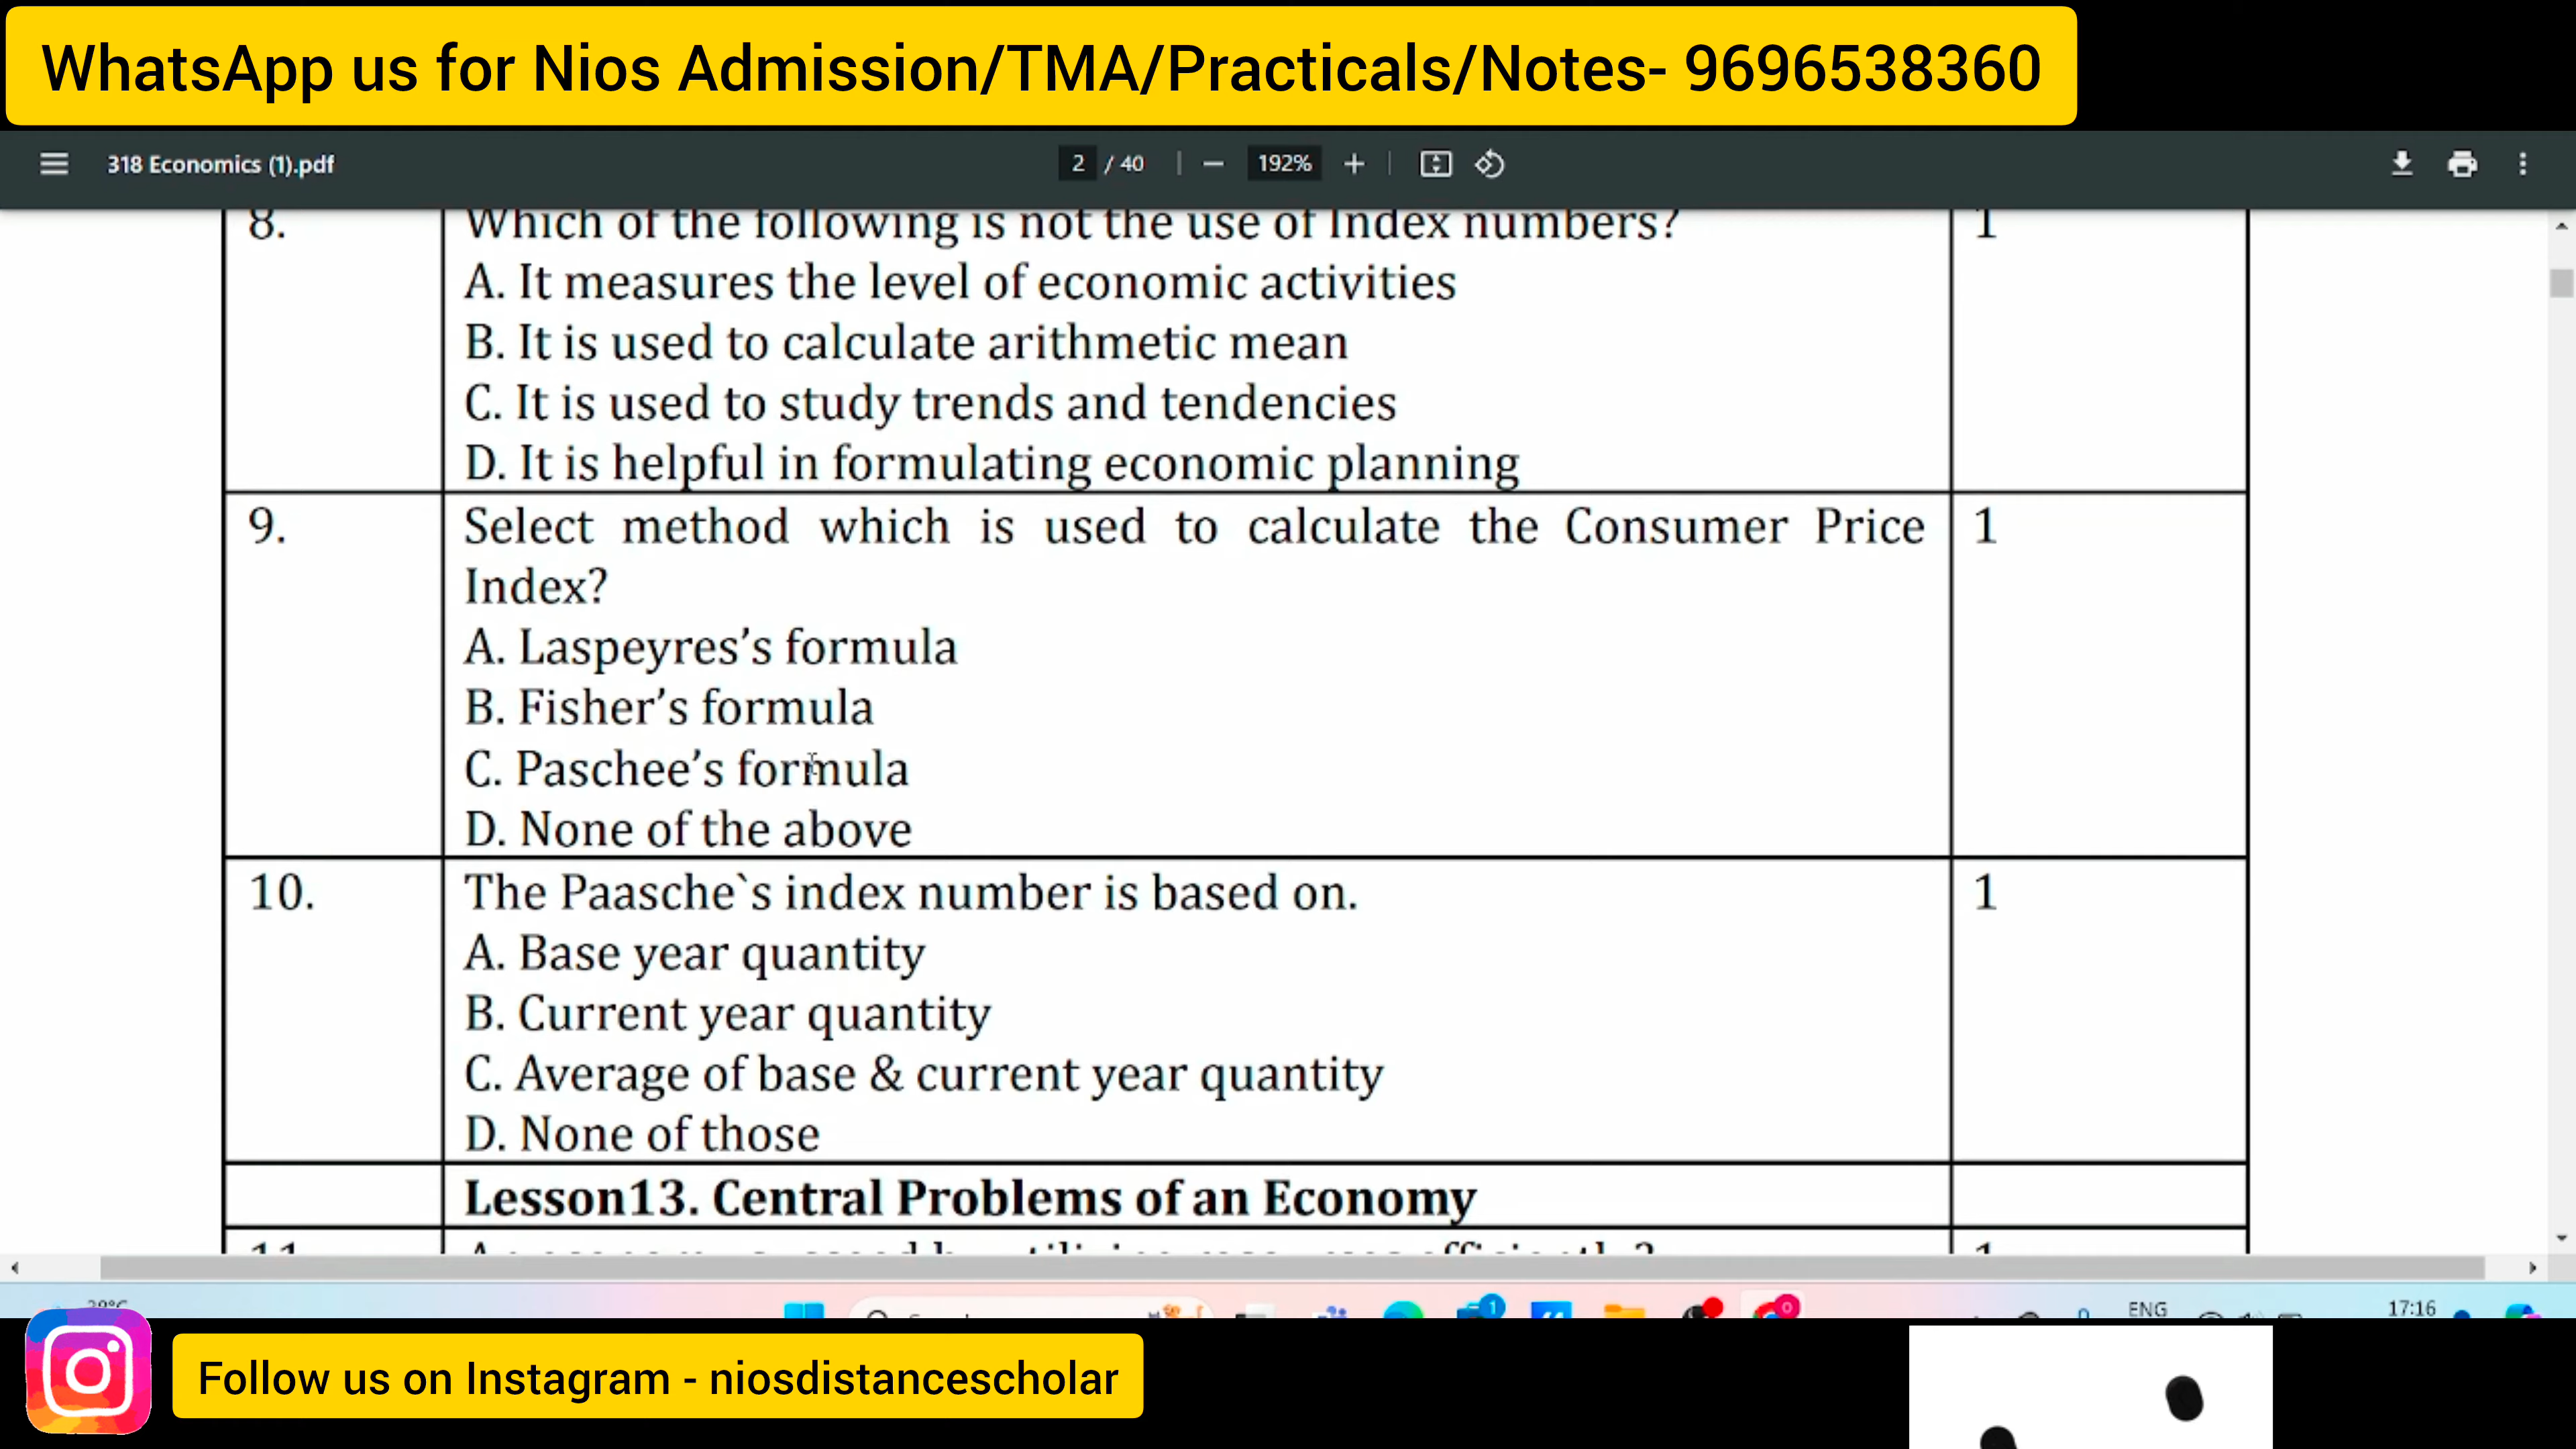 WhatsApp us for Nios Admission/TMA/Practicals/Notes- 9696538360
318 Economics (1).pdf
2 / 40
192%
8. Which of the following is not the use of Index numbers? 1
A. It measures the level of economic activities
B. It is used to calculate arithmetic mean
C. It is used to study trends and tendencies
D. It is helpful in formulating economic planning
9. Select method which is used to calculate the Consumer Price 1
Index?
A. Laspeyres’s formula
B. Fisher’s formula
C. Paschee’s formula
D. None of the above
10. The Paasche`s index number is based on. 1
A. Base year quantity
B. Current year quantity
C. Average of base & current year quantity
D. None of those
Lesson13. Central Problems of an Economy
ENG
17:16
Follow us on Instagram - niosdistancescholar